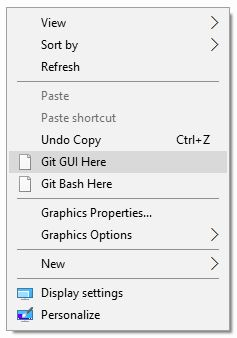 View
Sort by
Refresh
Paste
Paste shortcut
Undo Copy Ctrl+Z
Git GUI Here
Git Bash Here
Graphics Properties...
Graphics Options
New
Display settings
Personalize